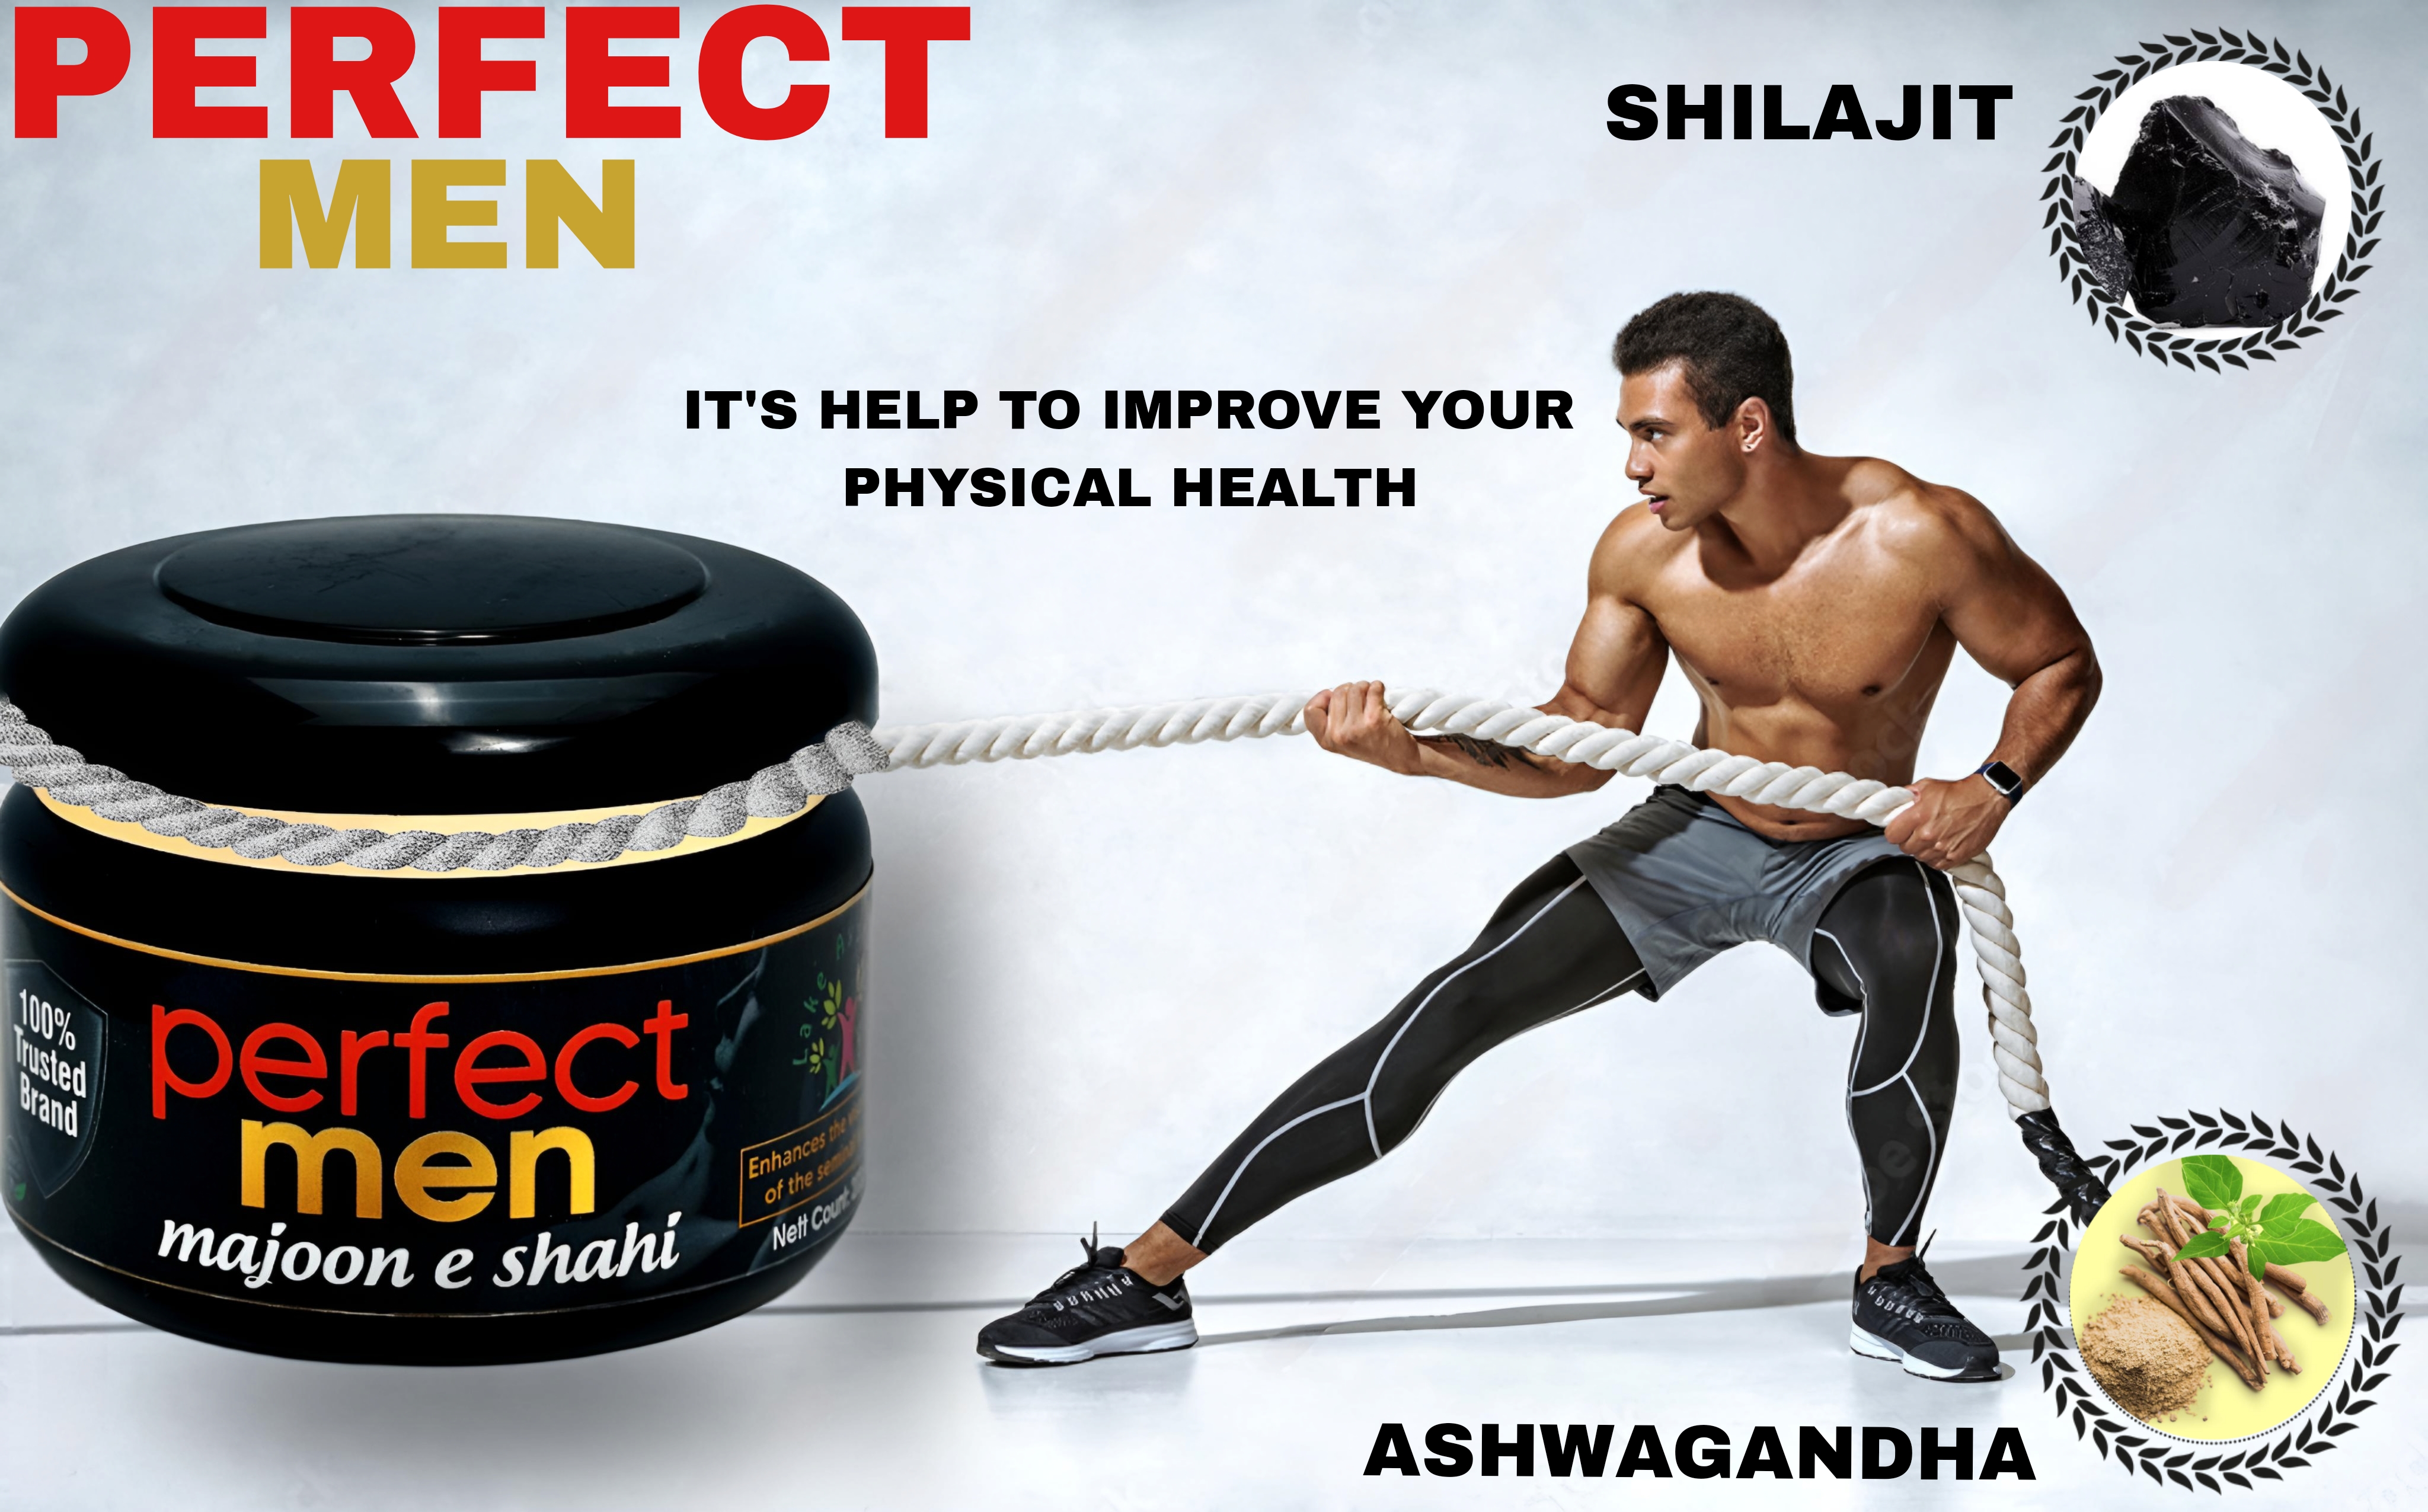 PERFECT
MEN
SHILAJIT
IT'S HELP TO IMPROVE YOUR
PHYSICAL HEALTH
100%
Trusted
Brand
perfect
men
majoon e shahi
Lake
Enhances the
of the
Nett Count:
ASHWAGANDHA